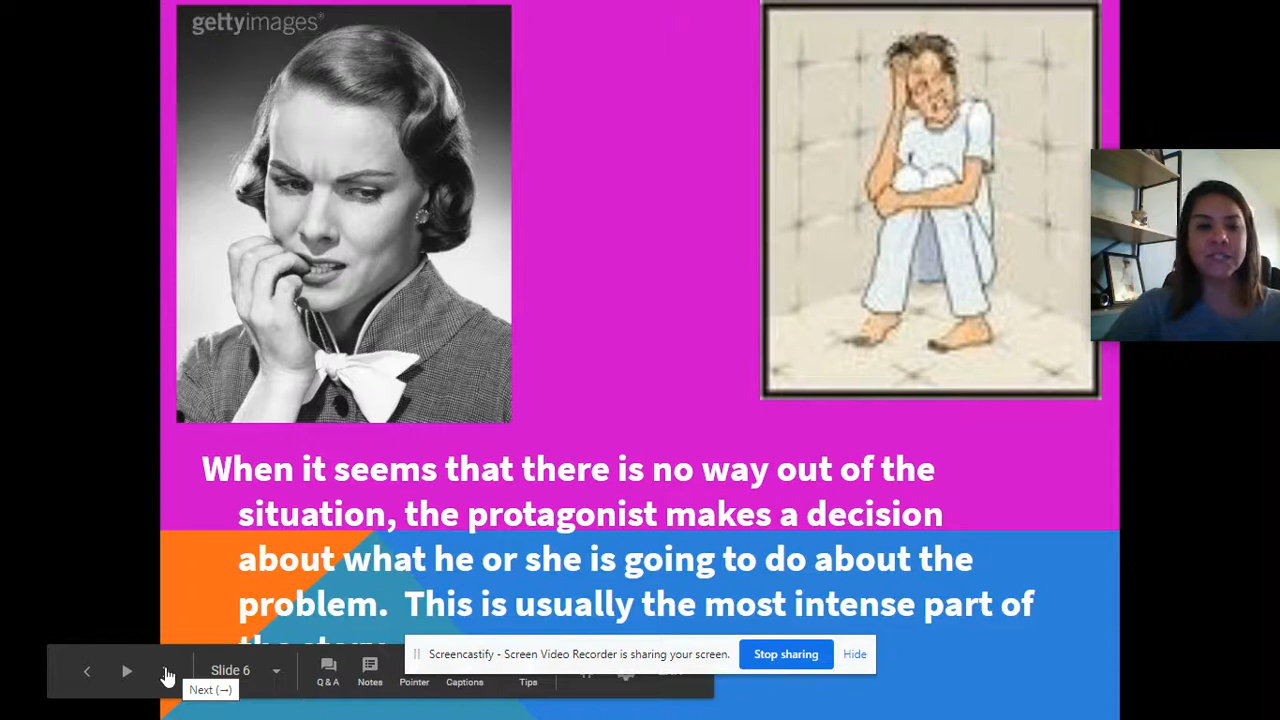 gettyimages®
When it seems that there is no way out of the
situation, the protagonist makes a decision
about what he or she is going to do about the
problem. This is usually the most intense part of
Screencastify - Screen Video Recorder is sharing your screen.
Stop sharing
Hide
Slide 6
Next (→)
Q & A
Notes
Pointer
Captions
Tips